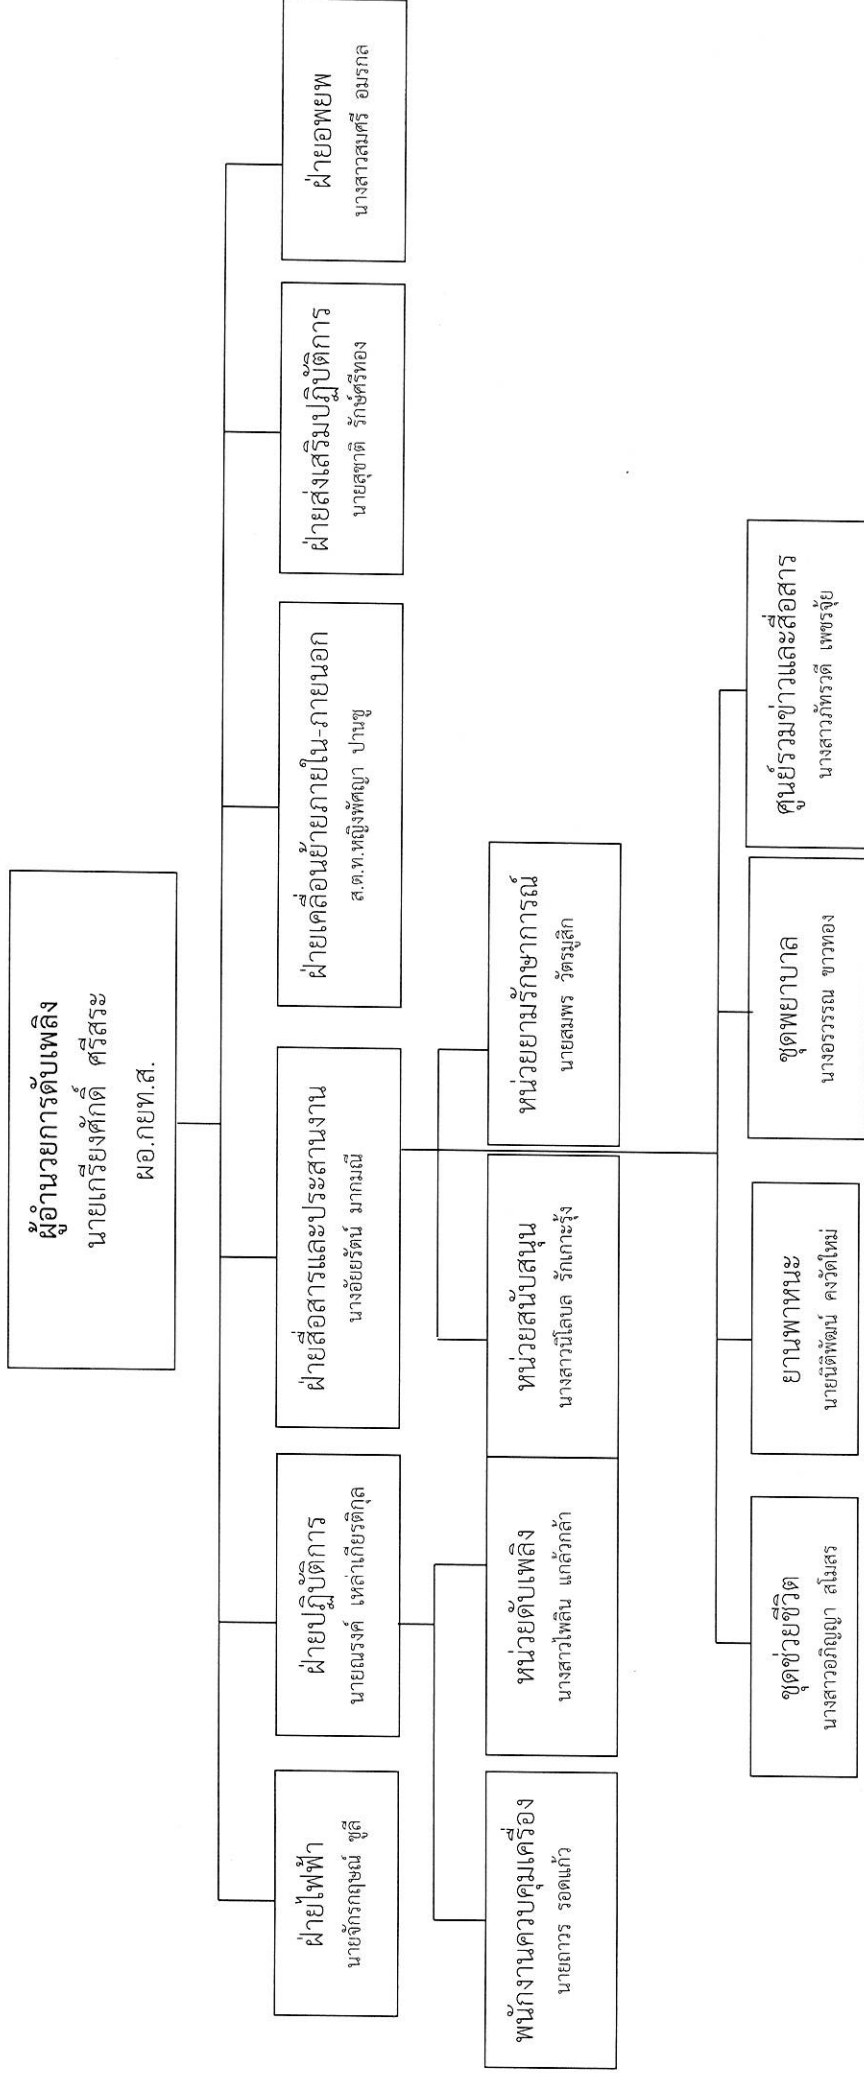 ผู้อำนวยการดับเพลิง
นายเกรียงศักดิ์ ศรีสระ
ผอ.กยท.ส.
ฝ่ายไฟฟ้า
นายจักรกฤษณ์ ชูลี
ฝ่ายปฏิบัติการ
นายณรงค์ เหล่าเกียรติกุล
ฝ่ายสื่อสารและประสานงาน
นางอัยยรัตน์ มากมณี
ฝ่ายเคลื่อนย้ายภายใน-ภายนอก
ส.ต.ท.หญิงพัศญา ปานชู
ฝ่ายส่งเสริมปฏิบัติการ
นายสุชาติ รักษ์ศรีทอง
ฝ่ายอพยพ
นางสาวสมศรี อมรกล
พนักงานควบคุมเครื่อง
นายถาวร รอดแก้ว
หน่วยดับเพลิง
นางสาวไพลิน แกล้วกล้า
หน่วยสนับสนุน
นางสาวนิโลบล รักเกาะรุ้ง
หน่วยยามรักษาการณ์
นายสมพร วัตรมูสิก
ชุดช่วยชีวิต
นางสาวอภิญญา สโมสร
ยานพาหนะ
นายนิติพัฒน์ คงวัดใหม่
ชุดพยาบาล
นางอรวรรณ ขาวทอง
ศูนย์รวมข่าวและสื่อสาร
นางสาวภัทรวดี เพชรจุ้ย